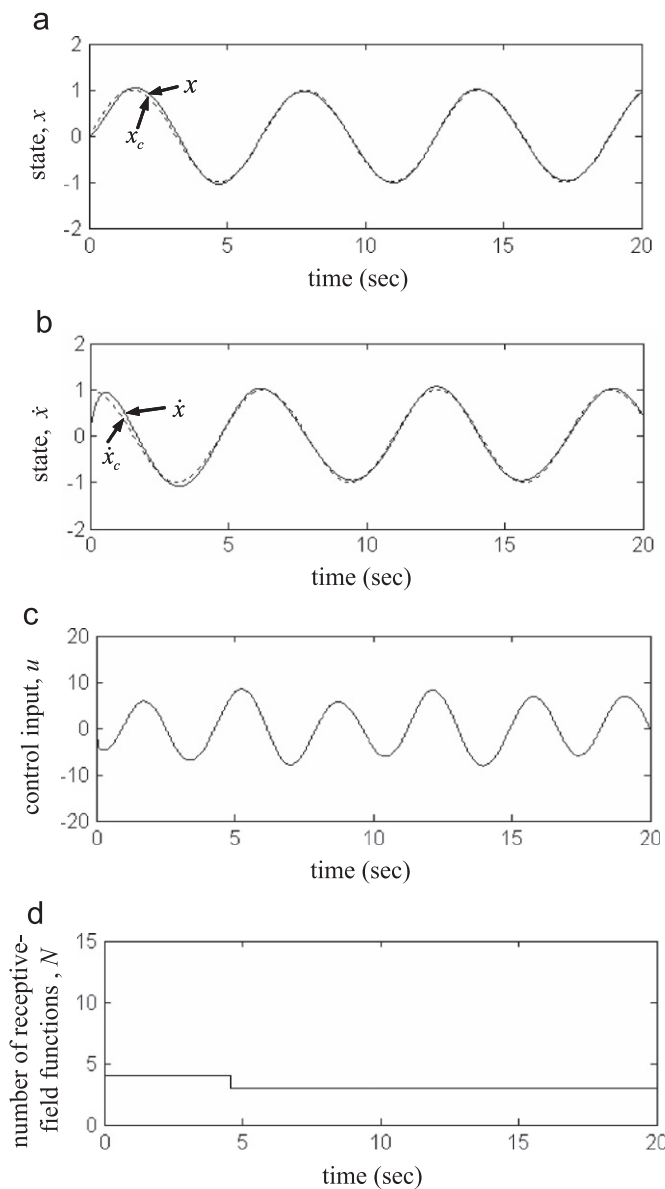 a
2
1
0
-1
-2
state, x
x
x_c
0
5
10
15
20
time (sec)
b
2
1
0
-1
-2
state, ẋ
ẋ
ẋ_c
0
5
10
15
20
time (sec)
c
20
10
0
-10
-20
control input, u
0
5
10
15
20
time (sec)
d
15
10
5
0
number of receptive-
field functions , N
0
5
10
15
20
time (sec)